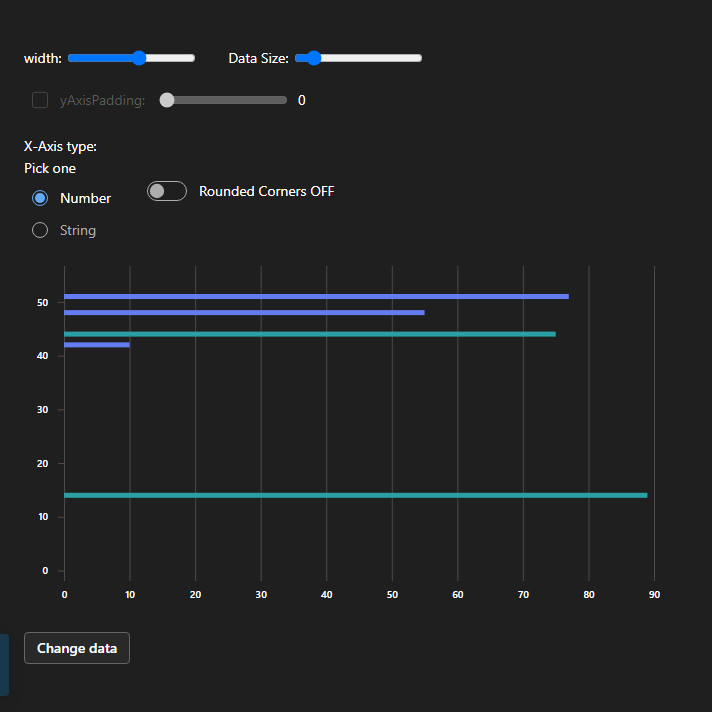 width: Data Size:
yAxisPadding: 0
X-Axis type:
Pick one
Number
Rounded Corners OFF
String
50
40
30
20
10
0
0 10 20 30 40 50 60 70 80 90
Change data